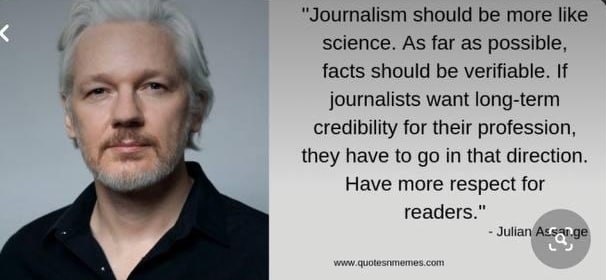 "Journalism should be more like
science. As far as possible,
facts should be verifiable. If
journalists want long-term
credibility for their profession,
they have to go in that direction.
Have more respect for
readers."
- Julian Assange
www.quotesnmemes.com